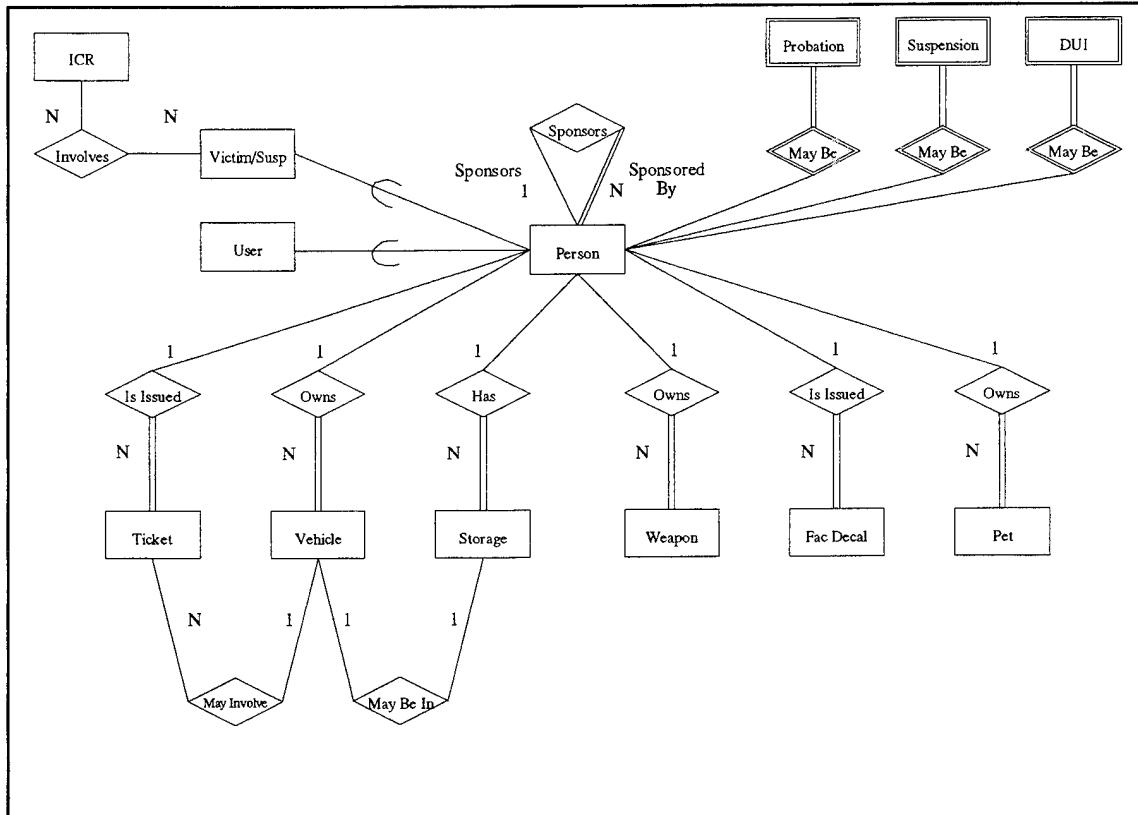 ICR
Probation
Suspension
DUI
N
N
Involves
Victim/Susp
Sponsors
May Be
May Be
May Be
Sponsors
1
N
Sponsored
By
User
Person
1
1
1
1
1
1
Is Issued
Owns
Has
Owns
Is Issued
Owns
N
N
N
N
N
N
Ticket
Vehicle
Storage
Weapon
Fac Decal
Pet
N
1
1
1
May Involve
May Be In